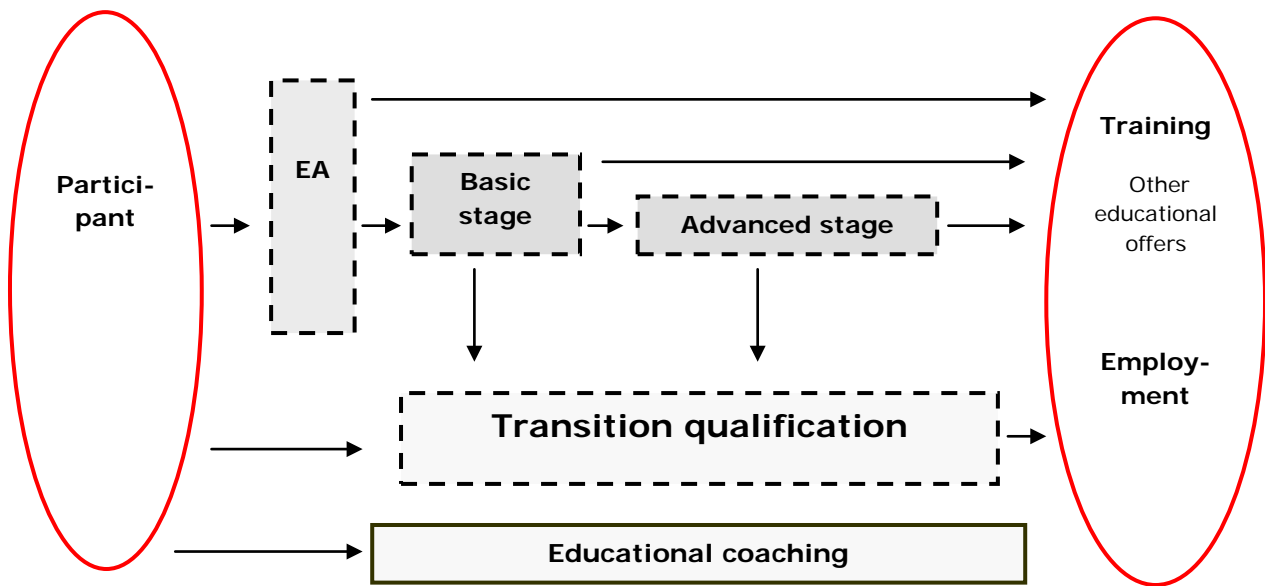 Partici-
pant
EA
Basic
stage
Advanced stage
Transition qualification
Educational coaching
Training
Other
educational
offers
Employ-
ment